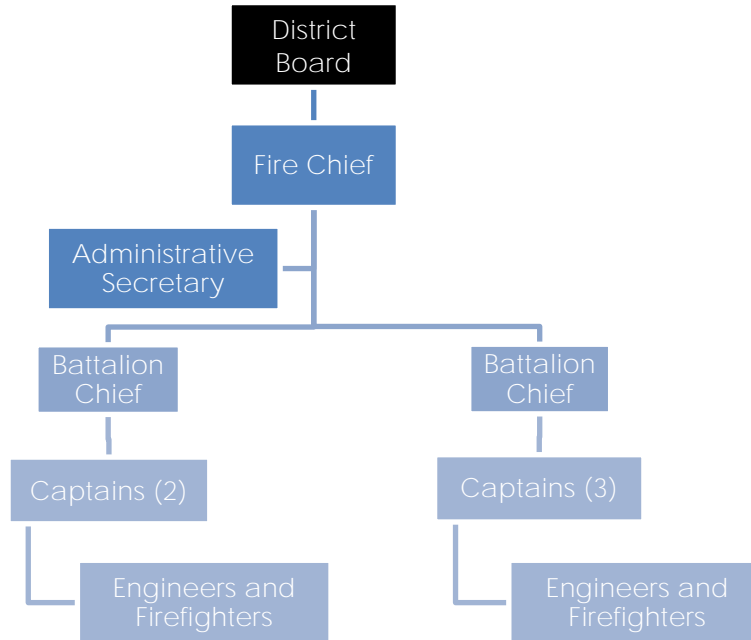 District
Board
Fire Chief
Administrative
Secretary
Battalion
Chief
Battalion
Chief
Captains (2)
Captains (3)
Engineers and
Firefighters
Engineers and
Firefighters